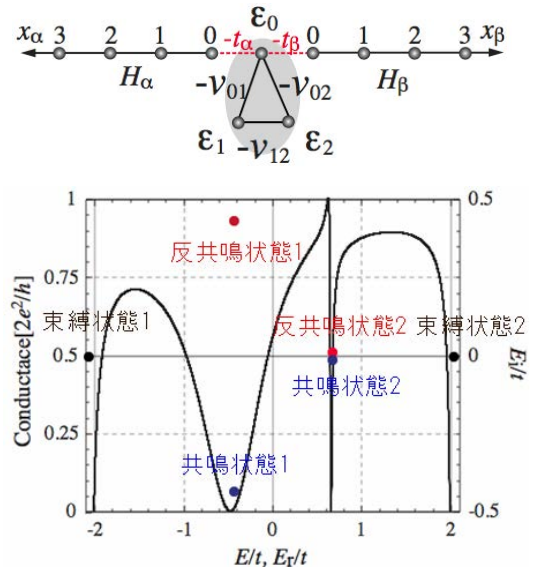 ε0
xα xβ
3 2 1 0 -tα -tβ 0 1 2 3
Hα -v01 -v02 Hβ
ε1 -v12 ε2
1 0.5
反共鳴状態1
0.75
束縛状態1 反共鳴状態2 束縛状態2
0.5 0
共鳴状態2
0.25
共鳴状態1
0 -0.5
-2 -1 0 1 2
Conductace[2e²/h]
Ei/t
E/t, Er/t